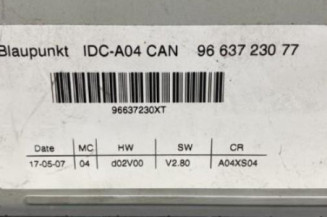 Blaupunkt IDC-A04 CAN 96 637 230 77
96637230XT
Date MC HW SW CR
17-05-07 04 d02V00 V2.80 A04XS04